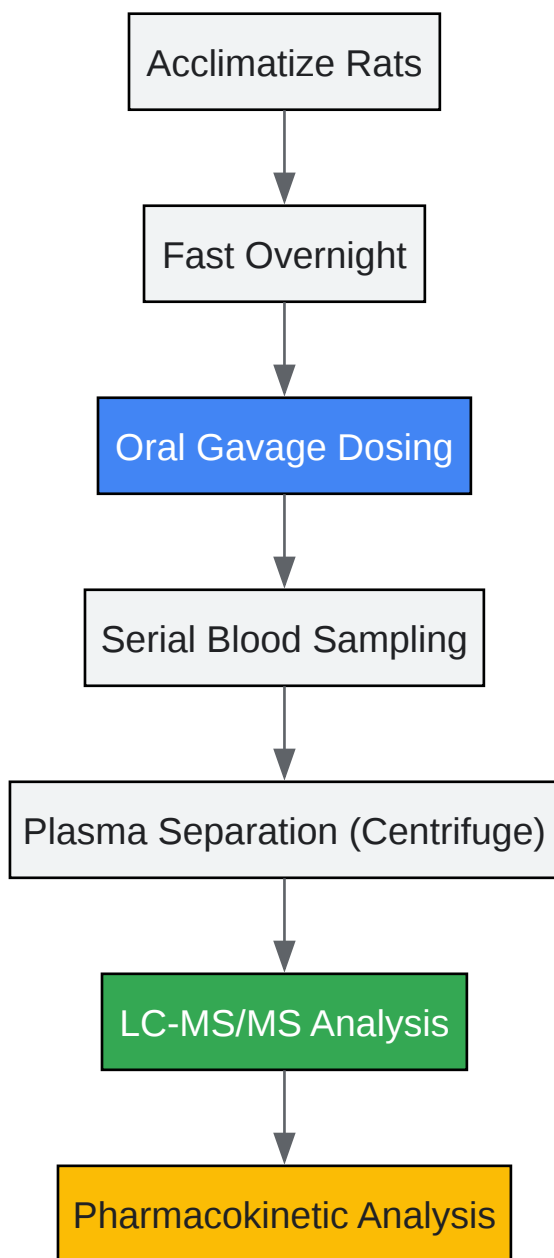 Acclimatize Rats
Fast Overnight
Oral Gavage Dosing
Serial Blood Sampling
Plasma Separation (Centrifuge)
LC-MS/MS Analysis
Pharmacokinetic Analysis